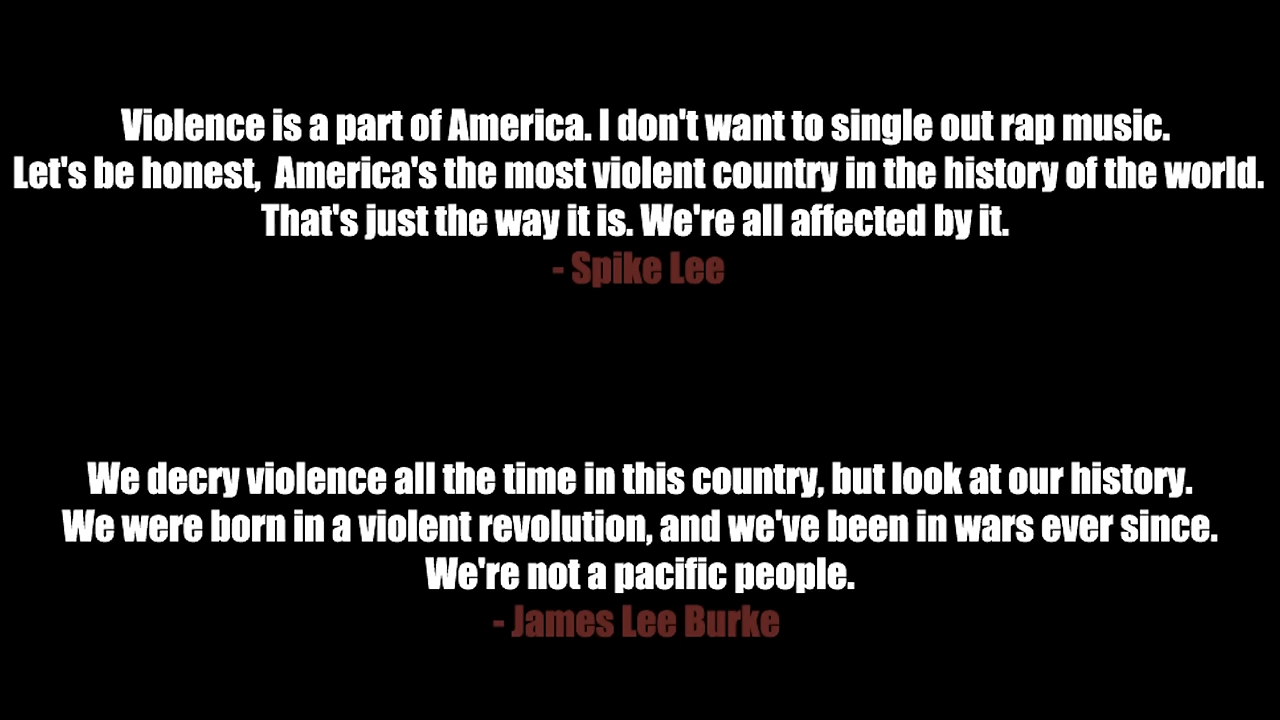 Violence is a part of America. I don't want to single out rap music.
Let's be honest,  America's the most violent country in the history of the world.
That's just the way it is. We're all affected by it.
- Spike Lee
We decry violence all the time in this country, but look at our history.
We were born in a violent revolution, and we've been in wars ever since.
We're not a pacific people.
- James Lee Burke